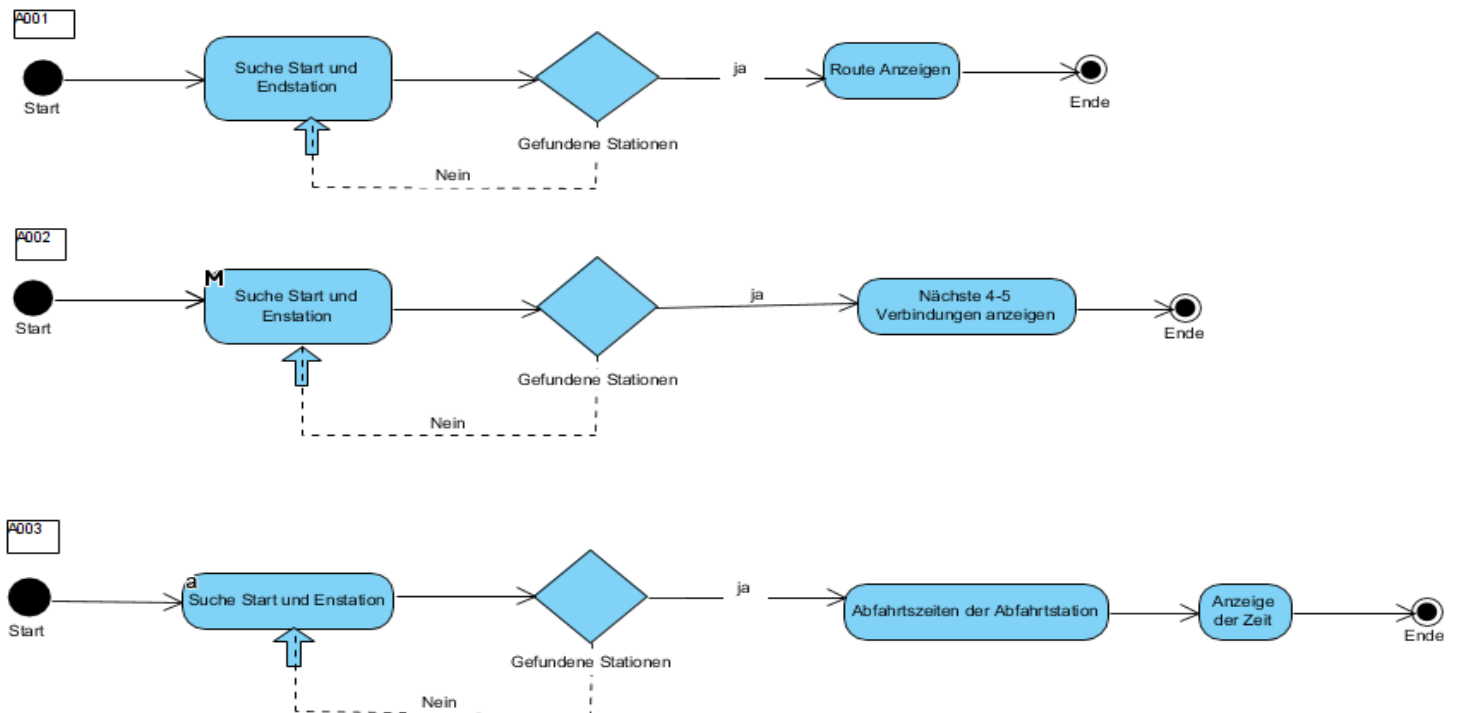 A001
Suche Start und
Endstation
ja
Route Anzeigen
Start
Ende
Gefundene Stationen
Nein
A002
M
Suche Start und
Enstation
ja
Nächste 4-5
Verbindungen anzeigen
Start
Ende
Gefundene Stationen
Nein
A003
a
Suche Start und Enstation
ja
Abfahrtszeiten der Abfahrtstation
Anzeige
der Zeit
Start
Ende
Gefundene Stationen
Nein